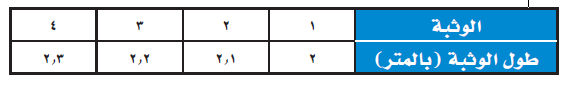 الوثبة ١ ٢ ٣ ٤
طول الوثبة (بالمتر) ٢ ٢٫١ ٢٫٢ ٢٫٣